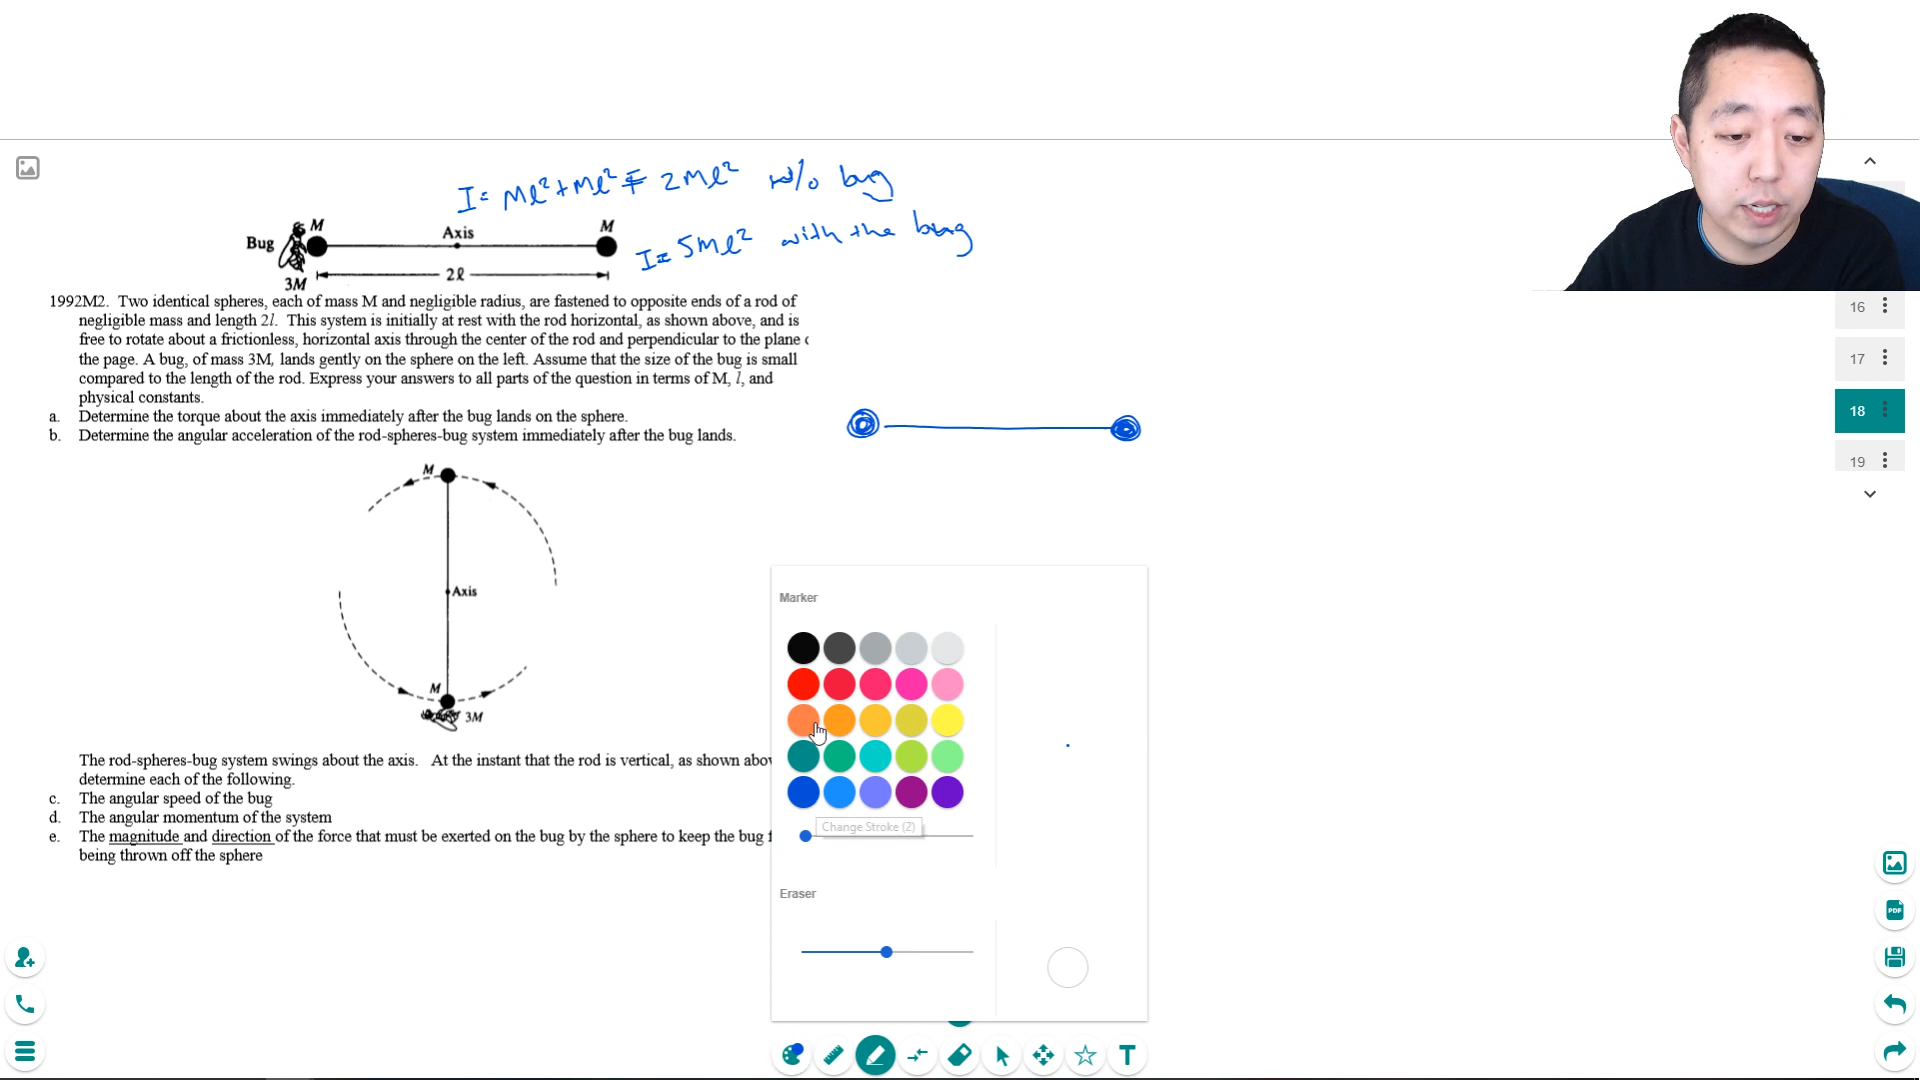 I = Ml² + Ml² = 2Ml² w/o bug
I = 5Ml² with the bug
Bug M Axis M
3M 2ℓ
1992M2. Two identical spheres, each of mass M and negligible radius, are fastened to opposite ends of a rod of
negligible mass and length 2l. This system is initially at rest with the rod horizontal, as shown above, and is
free to rotate about a frictionless, horizontal axis through the center of the rod and perpendicular to the plane
the page. A bug, of mass 3M, lands gently on the sphere on the left. Assume that the size of the bug is small
compared to the length of the rod. Express your answers to all parts of the question in terms of M, l, and
physical constants.
a. Determine the torque about the axis immediately after the bug lands on the sphere.
b. Determine the angular acceleration of the rod-spheres-bug system immediately after the bug lands.
M
Axis
M
3M
The rod-spheres-bug system swings about the axis. At the instant that the rod is vertical, as shown abov
determine each of the following.
c. The angular speed of the bug
d. The angular momentum of the system
e. The magnitude and direction of the force that must be exerted on the bug by the sphere to keep the bug f
being thrown off the sphere
Marker
Change Stroke (2)
Eraser
16
17
18
19
PDF
T